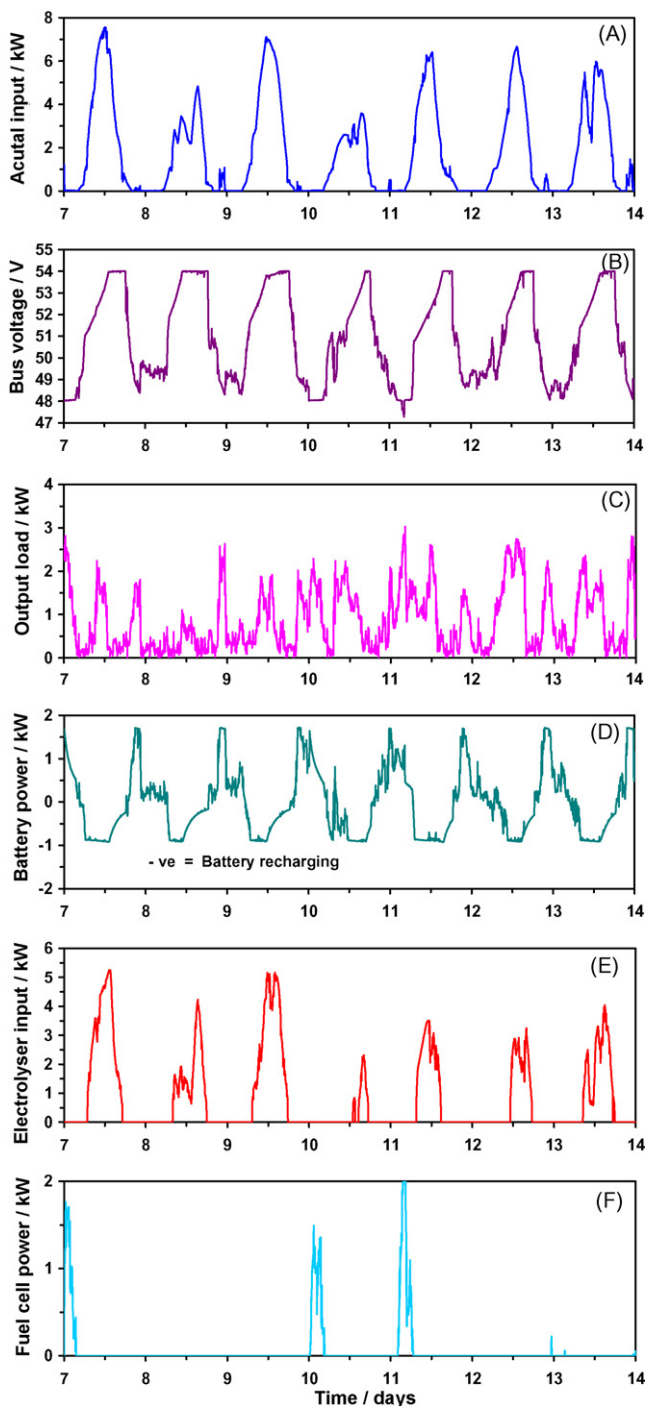 (A)
Acutal input / kW
8
6
4
2
0
7 8 9 10 11 12 13 14
(B)
Bus voltage / V
55
54
53
52
51
50
49
48
47
7 8 9 10 11 12 13 14
(C)
Output load / kW
4
3
2
1
0
7 8 9 10 11 12 13 14
(D)
Battery power / kW
2
1
0
-1
-2
- ve = Battery recharging
7 8 9 10 11 12 13 14
(E)
Electrolyser input / kW
6
5
4
3
2
1
0
7 8 9 10 11 12 13 14
(F)
Fuel cell power / kW
2
1
0
7 8 9 10 11 12 13 14
Time / days